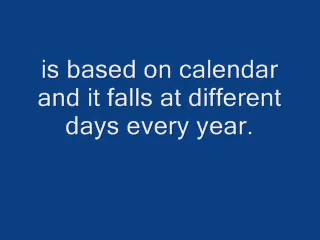 is based on calendar
and it falls at different
days every year.